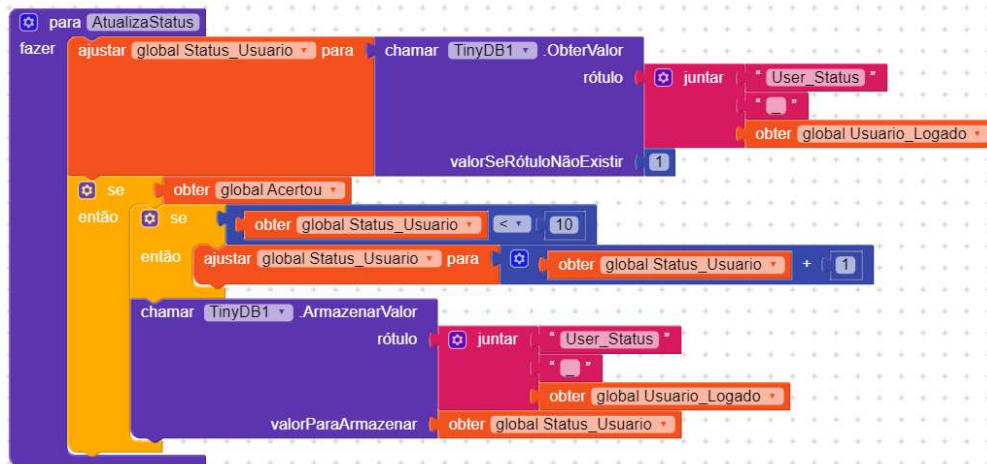 para AtualizaStatus
fazer ajustar global Status_Usuario para chamar TinyDB1 .ObterValor
rótulo juntar " User_Status "
" _ "
obter global Usuario_Logado
valorSeRótuloNãoExistir 1
se obter global Acertou
então se obter global Status_Usuario < 10
então ajustar global Status_Usuario para obter global Status_Usuario + 1
chamar TinyDB1 .ArmazenarValor
rótulo juntar " User_Status "
" _ "
obter global Usuario_Logado
valorParaArmazenar obter global Status_Usuario